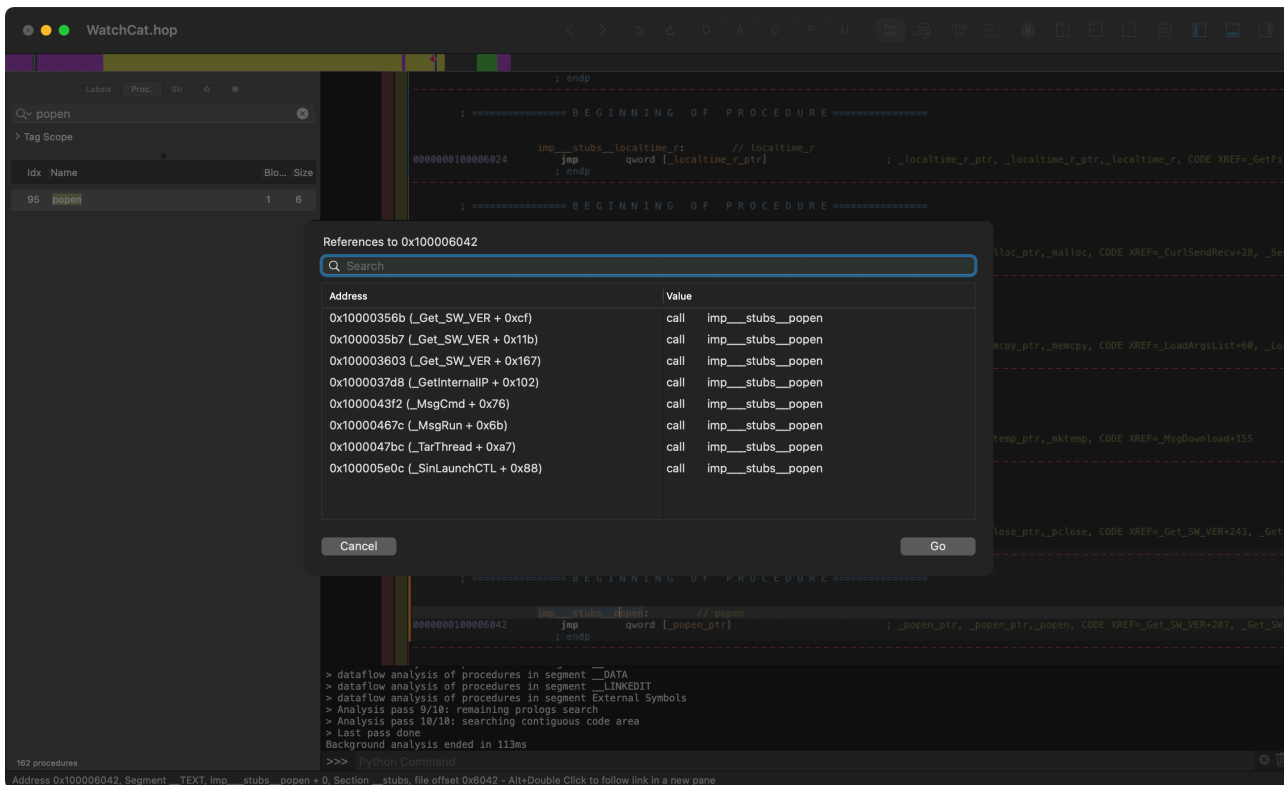 WatchCat.hop
D A C P U
Labels Proc. Str
popen
Tag Scope
Idx Name Blo... Size
95 popen 1 6
; endp
; ================ B E G I N N I N G   O F   P R O C E D U R E ================
imp___stubs__localtime_r: // localtime_r
0000000100006024 jmp qword [_localtime_r_ptr] ; _localtime_r_ptr, _localtime_r_ptr,_localtime_r, CODE XREF=_GetFi
; endp
; ================ B E G I N N I N G   O F   P R O C E D U R E ================
References to 0x100006042
Search
lloc_ptr,_malloc, CODE XREF=_CurlSendRecv+28, _Se
Address Value
0x10000356b (_Get_SW_VER + 0xcf) call imp___stubs__popen
0x1000035b7 (_Get_SW_VER + 0x11b) call imp___stubs__popen
mcpy_ptr,_memcpy, CODE XREF=_LoadArgsList+60, _Lo
0x100003603 (_Get_SW_VER + 0x167) call imp___stubs__popen
0x1000037d8 (_GetInternalIP + 0x102) call imp___stubs__popen
0x1000043f2 (_MsgCmd + 0x76) call imp___stubs__popen
0x10000467c (_MsgRun + 0x6b) call imp___stubs__popen
temp_ptr,_mktemp, CODE XREF=_MsgDownload+155
0x1000047bc (_TarThread + 0xa7) call imp___stubs__popen
0x100005e0c (_SinLaunchCTL + 0x88) call imp___stubs__popen
lose_ptr,_pclose, CODE XREF=_Get_SW_VER+243, _Get
Cancel Go
; ================ B E G I N N I N G   O F   P R O C E D U R E ================
imp___stubs__popen: // popen
0000000100006042 jmp qword [_popen_ptr] ; _popen_ptr, _popen_ptr,_popen, CODE XREF=_Get_SW_VER+207, _Get_SW
; endp
> dataflow analysis of procedures in segment __DATA
> dataflow analysis of procedures in segment __LINKEDIT
> dataflow analysis of procedures in segment External Symbols
> Analysis pass 9/10: remaining prologs search
> Analysis pass 10/10: searching contiguous code area
> Last pass done
Background analysis ended in 113ms
162 procedures
>>> Python Command
Address 0x100006042, Segment __TEXT, imp___stubs__popen + 0, Section __stubs, file offset 0x6042 - Alt+Double Click to follow link in a new pane